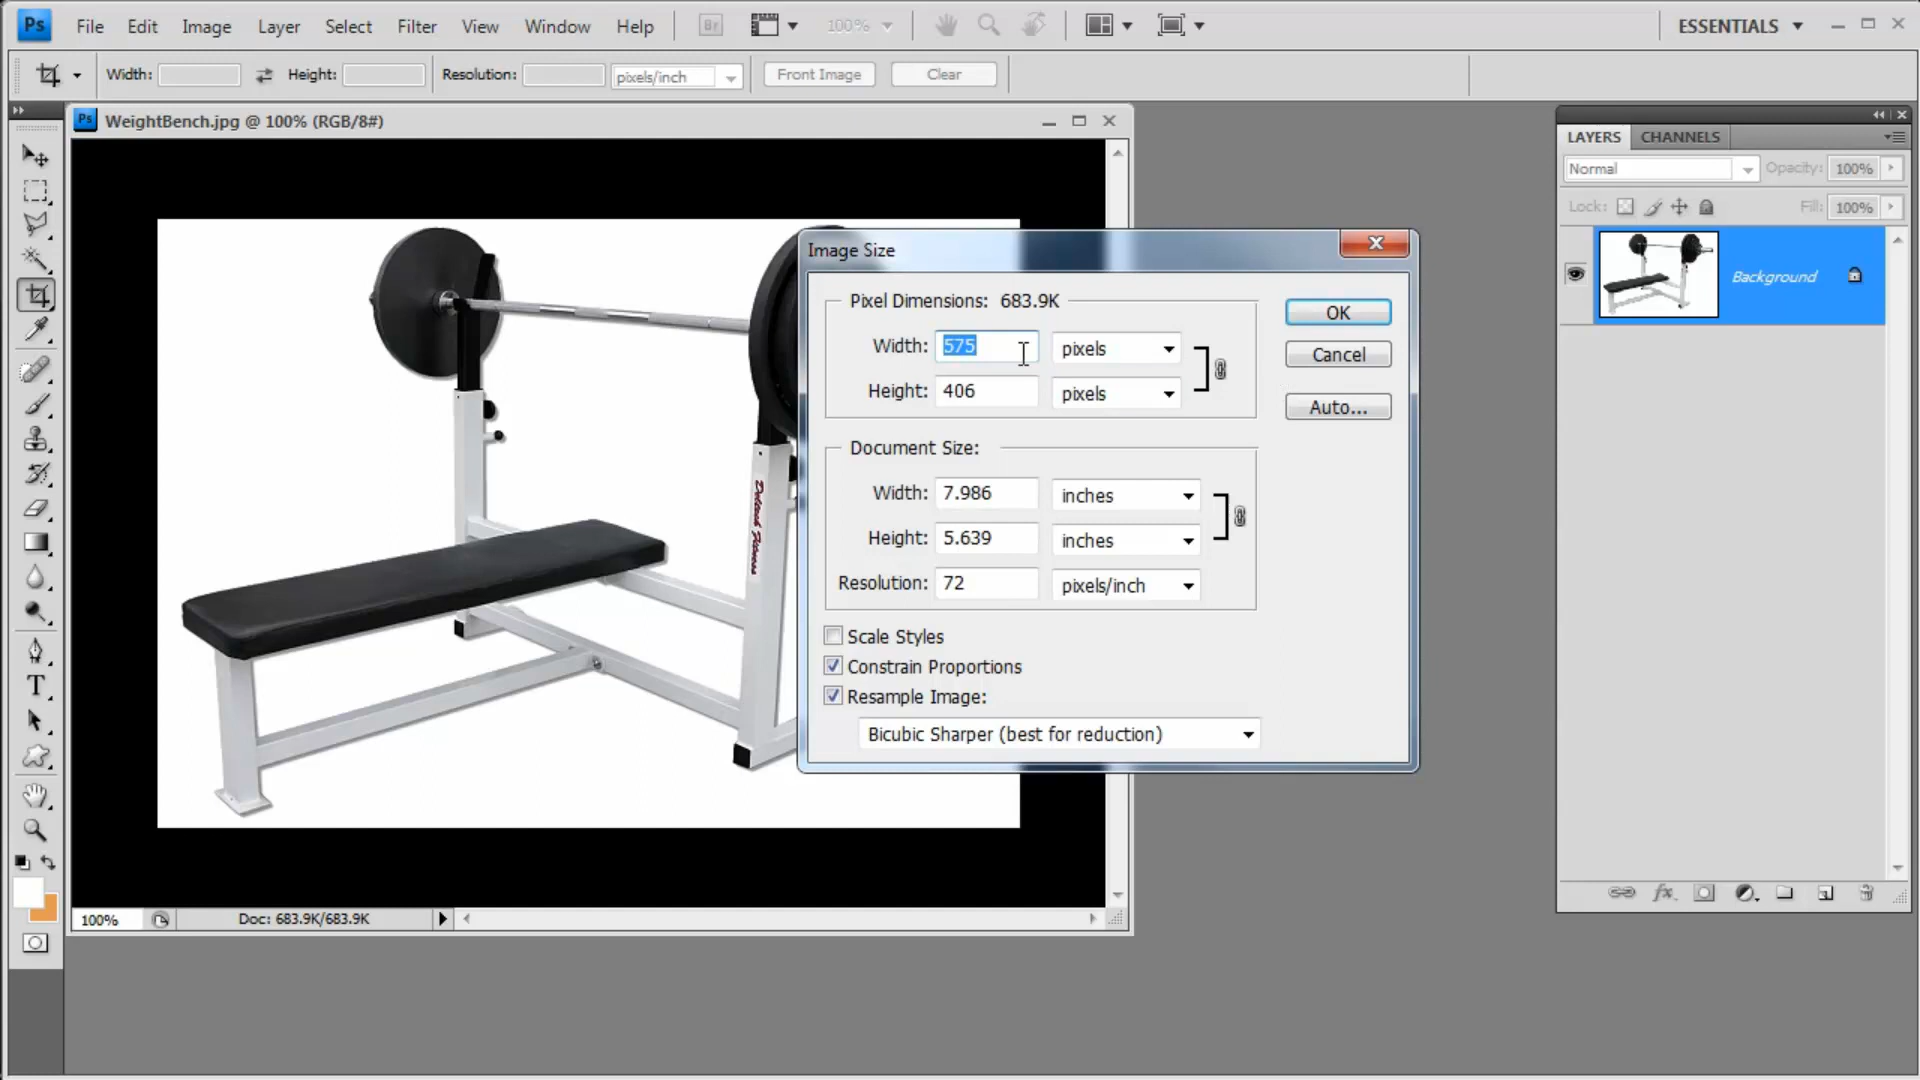 Ps File Edit Image Layer Select Filter View Window Help Br 100% ESSENTIALS
Width: Height: Resolution: pixels/inch Front Image Clear
Ps WeightBench.jpg @ 100% (RGB/8#)
LAYERS CHANNELS
Normal Opacity: 100%
Lock: Fill: 100%
Background
Image Size
Pixel Dimensions: 683.9K
Width: 575 pixels
Height: 406 pixels
OK
Cancel
Auto...
Document Size:
Width: 7.986 inches
Height: 5.639 inches
Resolution: 72 pixels/inch
Scale Styles
Constrain Proportions
Resample Image:
Bicubic Sharper (best for reduction)
T
fx
100% Doc: 683.9K/683.9K